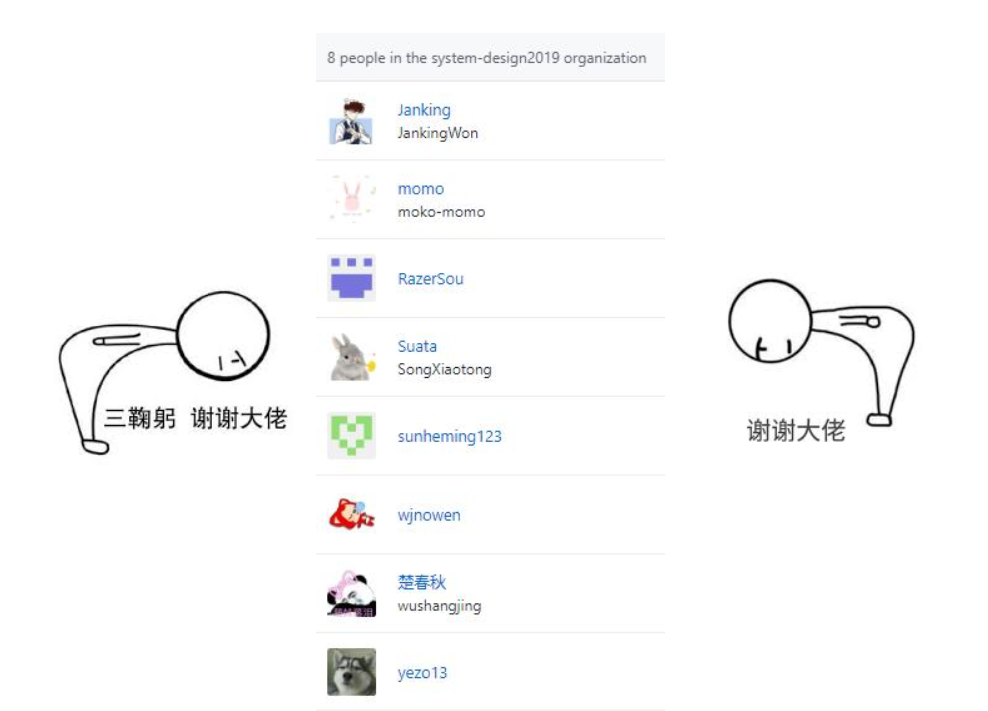 8 people in the system-design2019 organization
Janking
JankingWon
momo
moko-momo
RazerSou
Suata
SongXiaotong
sunheming123
wjnowen
楚春秋
wushangjing
yezo13
三鞠躬 谢谢大佬
谢谢大佬